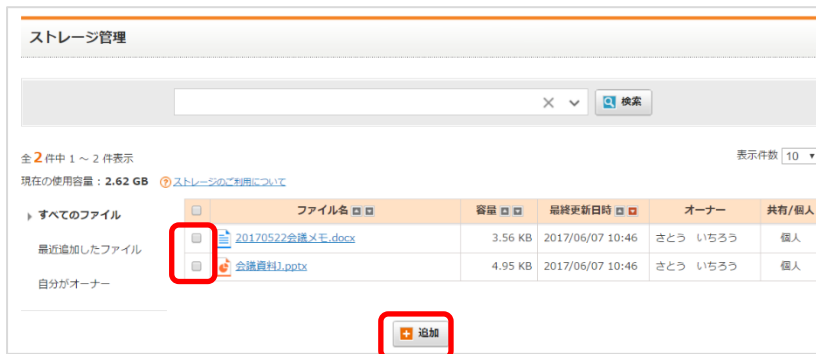 ストレージ管理
検索
全 2 件中 1 ～ 2 件表示
表示件数 10
現在の使用容量 : 2.62 GB ストレージのご利用について
すべてのファイル
最近追加したファイル
自分がオーナー
ファイル名 容量 最終更新日時 オーナー 共有/個人
20170522会議メモ.docx 3.56 KB 2017/06/07 10:46 さとう いちろう 個人
会議資料J.pptx 4.95 KB 2017/06/07 10:46 さとう いちろう 個人
追加